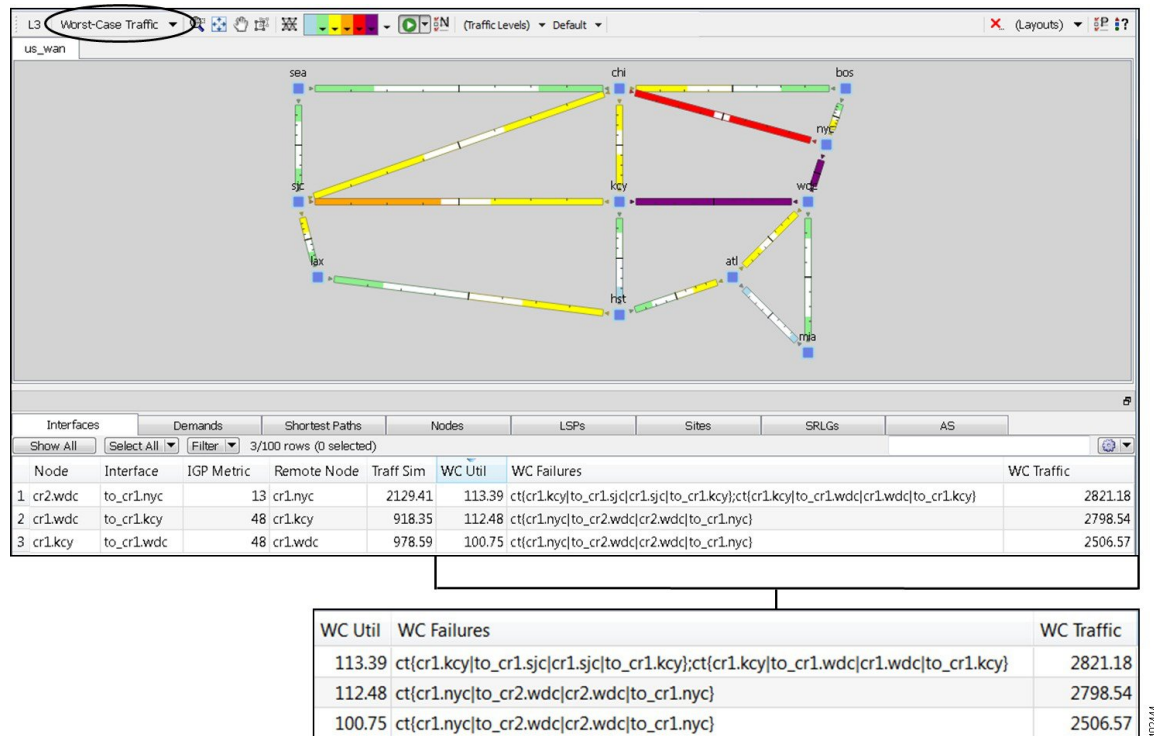 L3 Worst-Case Traffic N (Traffic Levels) Default (Layouts) P ?
us_wan
sea chi bos
nyc
sjc kcy wdc
lax atl
hst
mia
Interfaces Demands Shortest Paths Nodes LSPs Sites SRLGs AS
Show All Select All Filter 3/100 rows (0 selected)
Node Interface IGP Metric Remote Node Traff Sim WC Util WC Failures WC Traffic
1 cr2.wdc to_cr1.nyc 13 cr1.nyc 2129.41 113.39 ct{cr1.kcy|to_cr1.sjc|cr1.sjc|to_cr1.kcy};ct{cr1.kcy|to_cr1.wdc|cr1.wdc|to_cr1.kcy} 2821.18
2 cr1.wdc to_cr1.kcy 48 cr1.kcy 918.35 112.48 ct{cr1.nyc|to_cr2.wdc|cr2.wdc|to_cr1.nyc} 2798.54
3 cr1.kcy to_cr1.wdc 48 cr1.wdc 978.59 100.75 ct{cr1.nyc|to_cr2.wdc|cr2.wdc|to_cr1.nyc} 2506.57
WC Util WC Failures WC Traffic
113.39 ct{cr1.kcy|to_cr1.sjc|cr1.sjc|to_cr1.kcy};ct{cr1.kcy|to_cr1.wdc|cr1.wdc|to_cr1.kcy} 2821.18
112.48 ct{cr1.nyc|to_cr2.wdc|cr2.wdc|to_cr1.nyc} 2798.54
100.75 ct{cr1.nyc|to_cr2.wdc|cr2.wdc|to_cr1.nyc} 2506.57